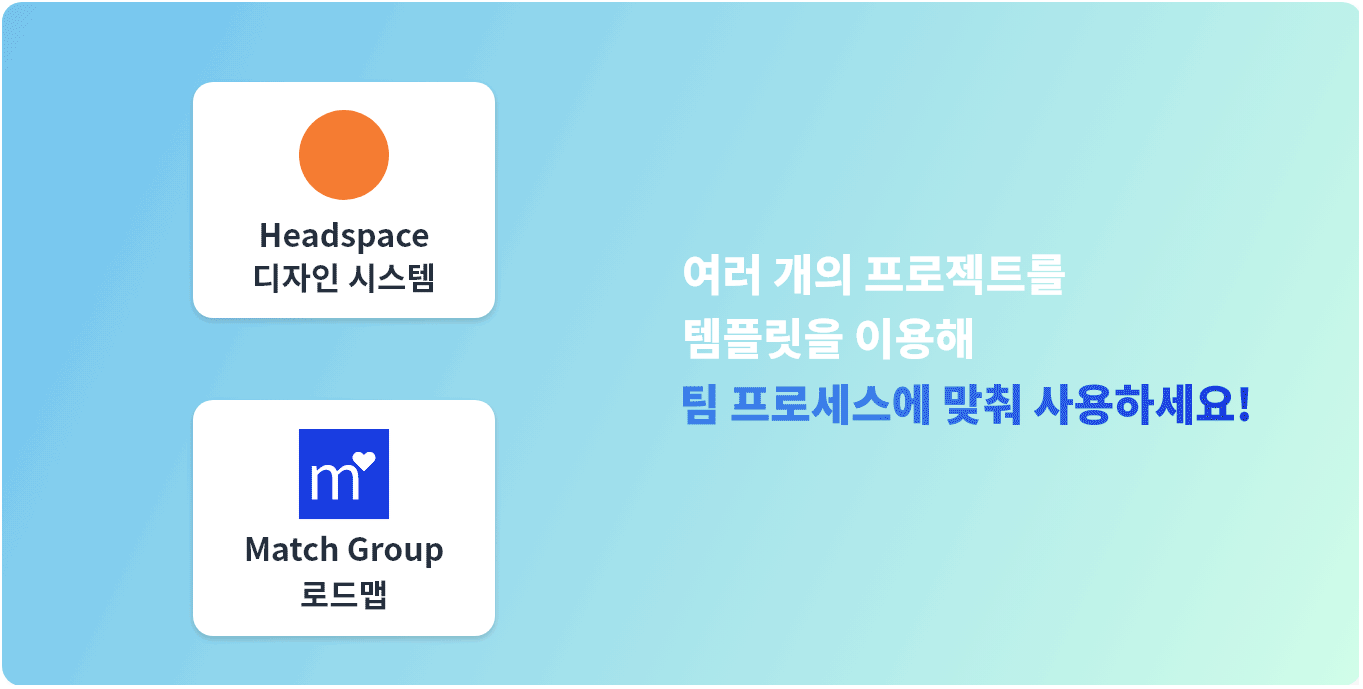 Headspace
디자인 시스템
m
Match Group
로드맵
여러 개의 프로젝트를
템플릿을 이용해
팀 프로세스에 맞춰 사용하세요!